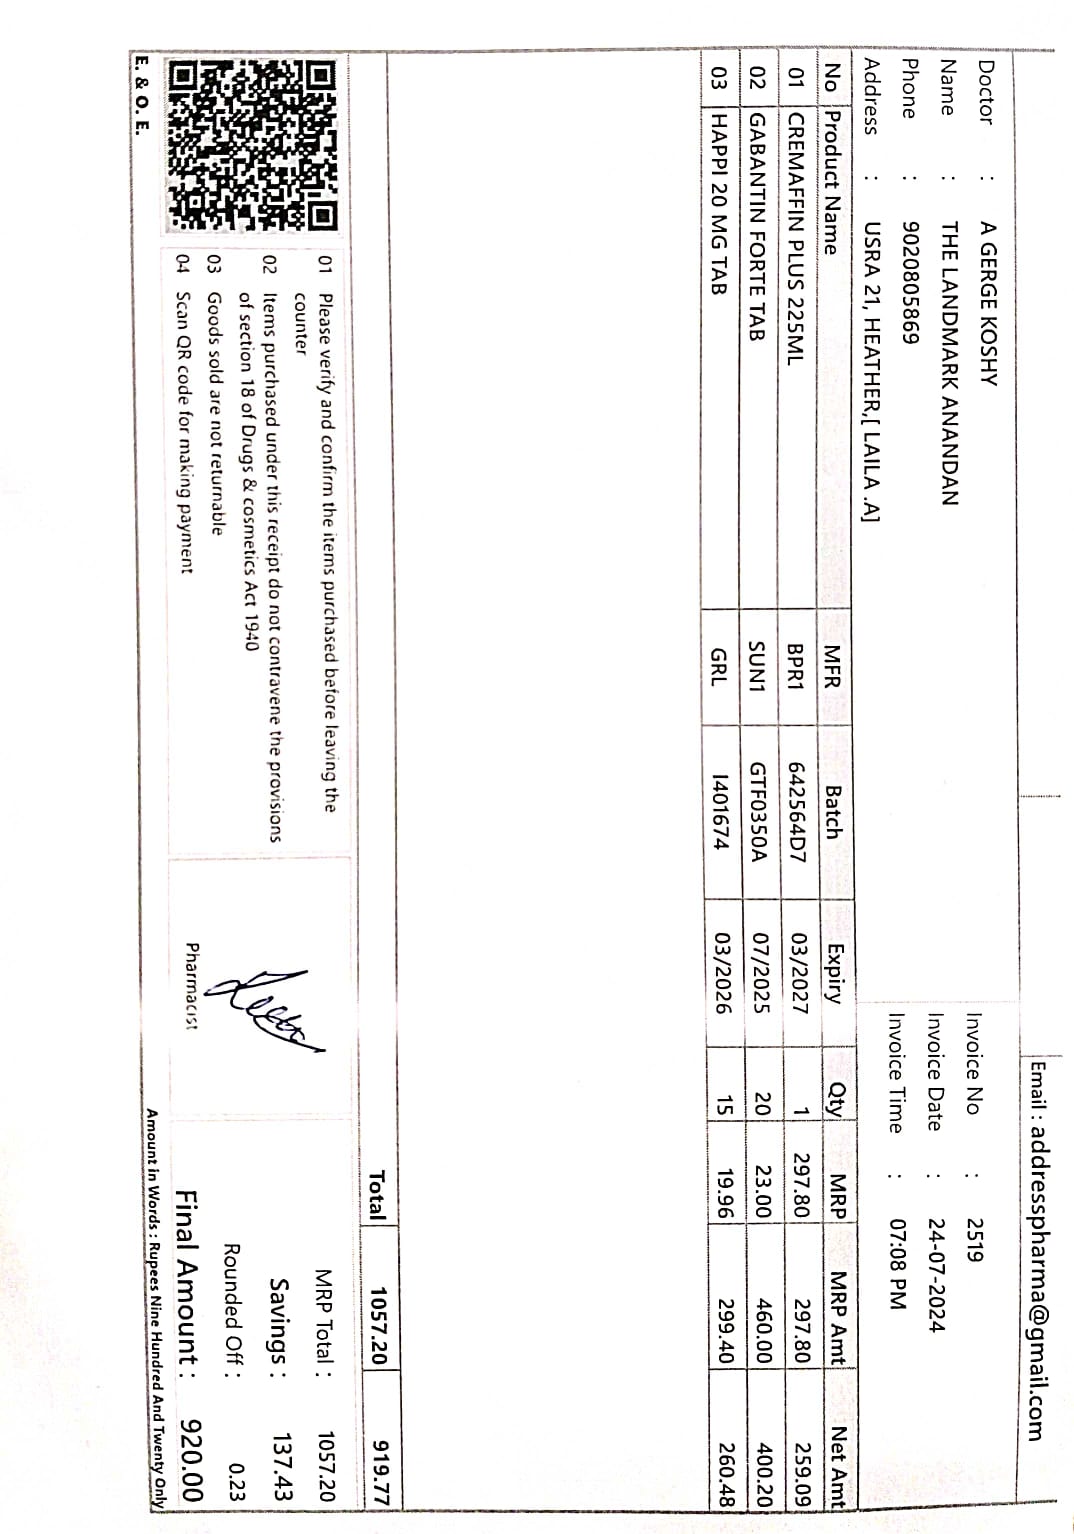 Email : addresspharma@gmail.com
Doctor : A GERGE KOSHY
Name : THE LANDMARK ANANDAN
Phone : 9020805869
Address : USRA 21, HEATHER,[ LAILA .A]
Invoice No : 2519
Invoice Date : 24-07-2024
Invoice Time : 07:08 PM
No Product Name MFR Batch Expiry Qty MRP MRP Amt Net Amt
01 CREMAFFIN PLUS 225ML BPR1 642564D7 03/2027 1 297.80 297.80 259.09
02 GABANTIN FORTE TAB SUN1 GTF0350A 07/2025 20 23.00 460.00 400.20
03 HAPPI 20 MG TAB GRL I401674 03/2026 15 19.96 299.40 260.48
Total 1057.20 919.77
01 Please verify and confirm the items purchased before leaving the
counter
02 Items purchased under this receipt do not contravene the provisions
of section 18 of Drugs & cosmetics Act 1940
03 Goods sold are not returnable
04 Scan QR code for making payment
Pharmacist
MRP Total : 1057.20
Savings : 137.43
Rounded Off : 0.23
Final Amount : 920.00
Amount in Words : Rupees Nine Hundred And Twenty Only
E. & O. E.